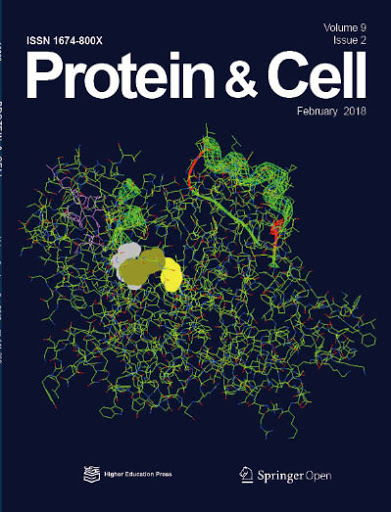 Volume 9
ISSN 1674-800X
Issue 2
Protein & Cell
February 2018
Higher Education Press
Springer Open